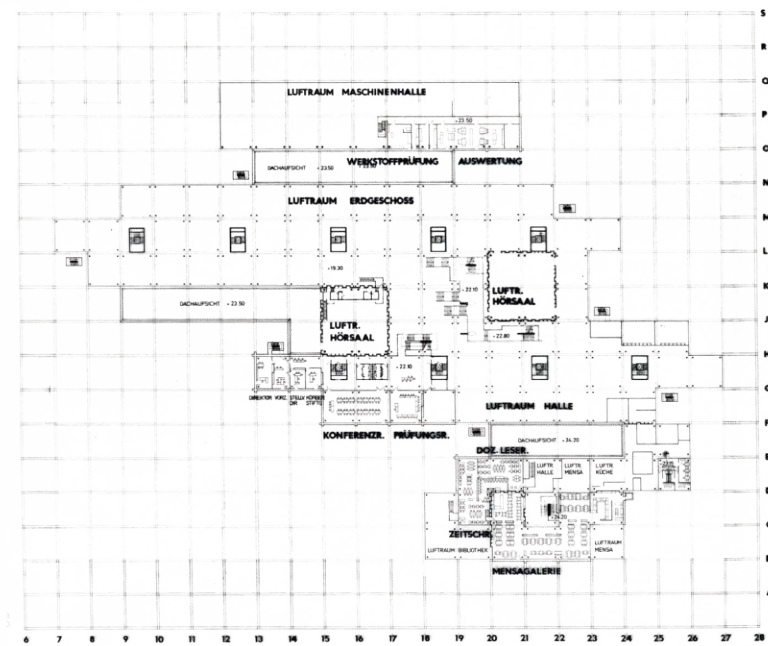 S
R
Q
LUFTRAUM MASCHINENHALLE
P
+23.50
O
WERKSTOFFPRÜFUNG AUSWERTUNG
DACHAUFSICHT +23.50
N
LUFTRAUM ERDGESCHOSS
M
L
+19.30
K
+22.10
LUFTR.
HÖRSAAL
DACHAUFSICHT +23.50
LUFTR.
HÖRSAAL
J
+22.80
H
+22.10
G
DIREKTOR VORZ. STELLV. DIR.
LUFTRAUM HALLE
KONFERENZR. PRÜFUNGSR.
F
DACHAUFSICHT +24.20
DOZ. LESER.
E
LUFTR. HALLE
LUFTR. MENSA
LUFTR. KÜCHE
D
C
ZEITSCHR.
LUFTRAUM BIBLIOTHEK
LUFTRAUM
MENSA
MENSAGALERIE
6 7 8 9 10 11 12 13 14 15 16 17 18 19 20 21 22 23 24 25 26 27 28